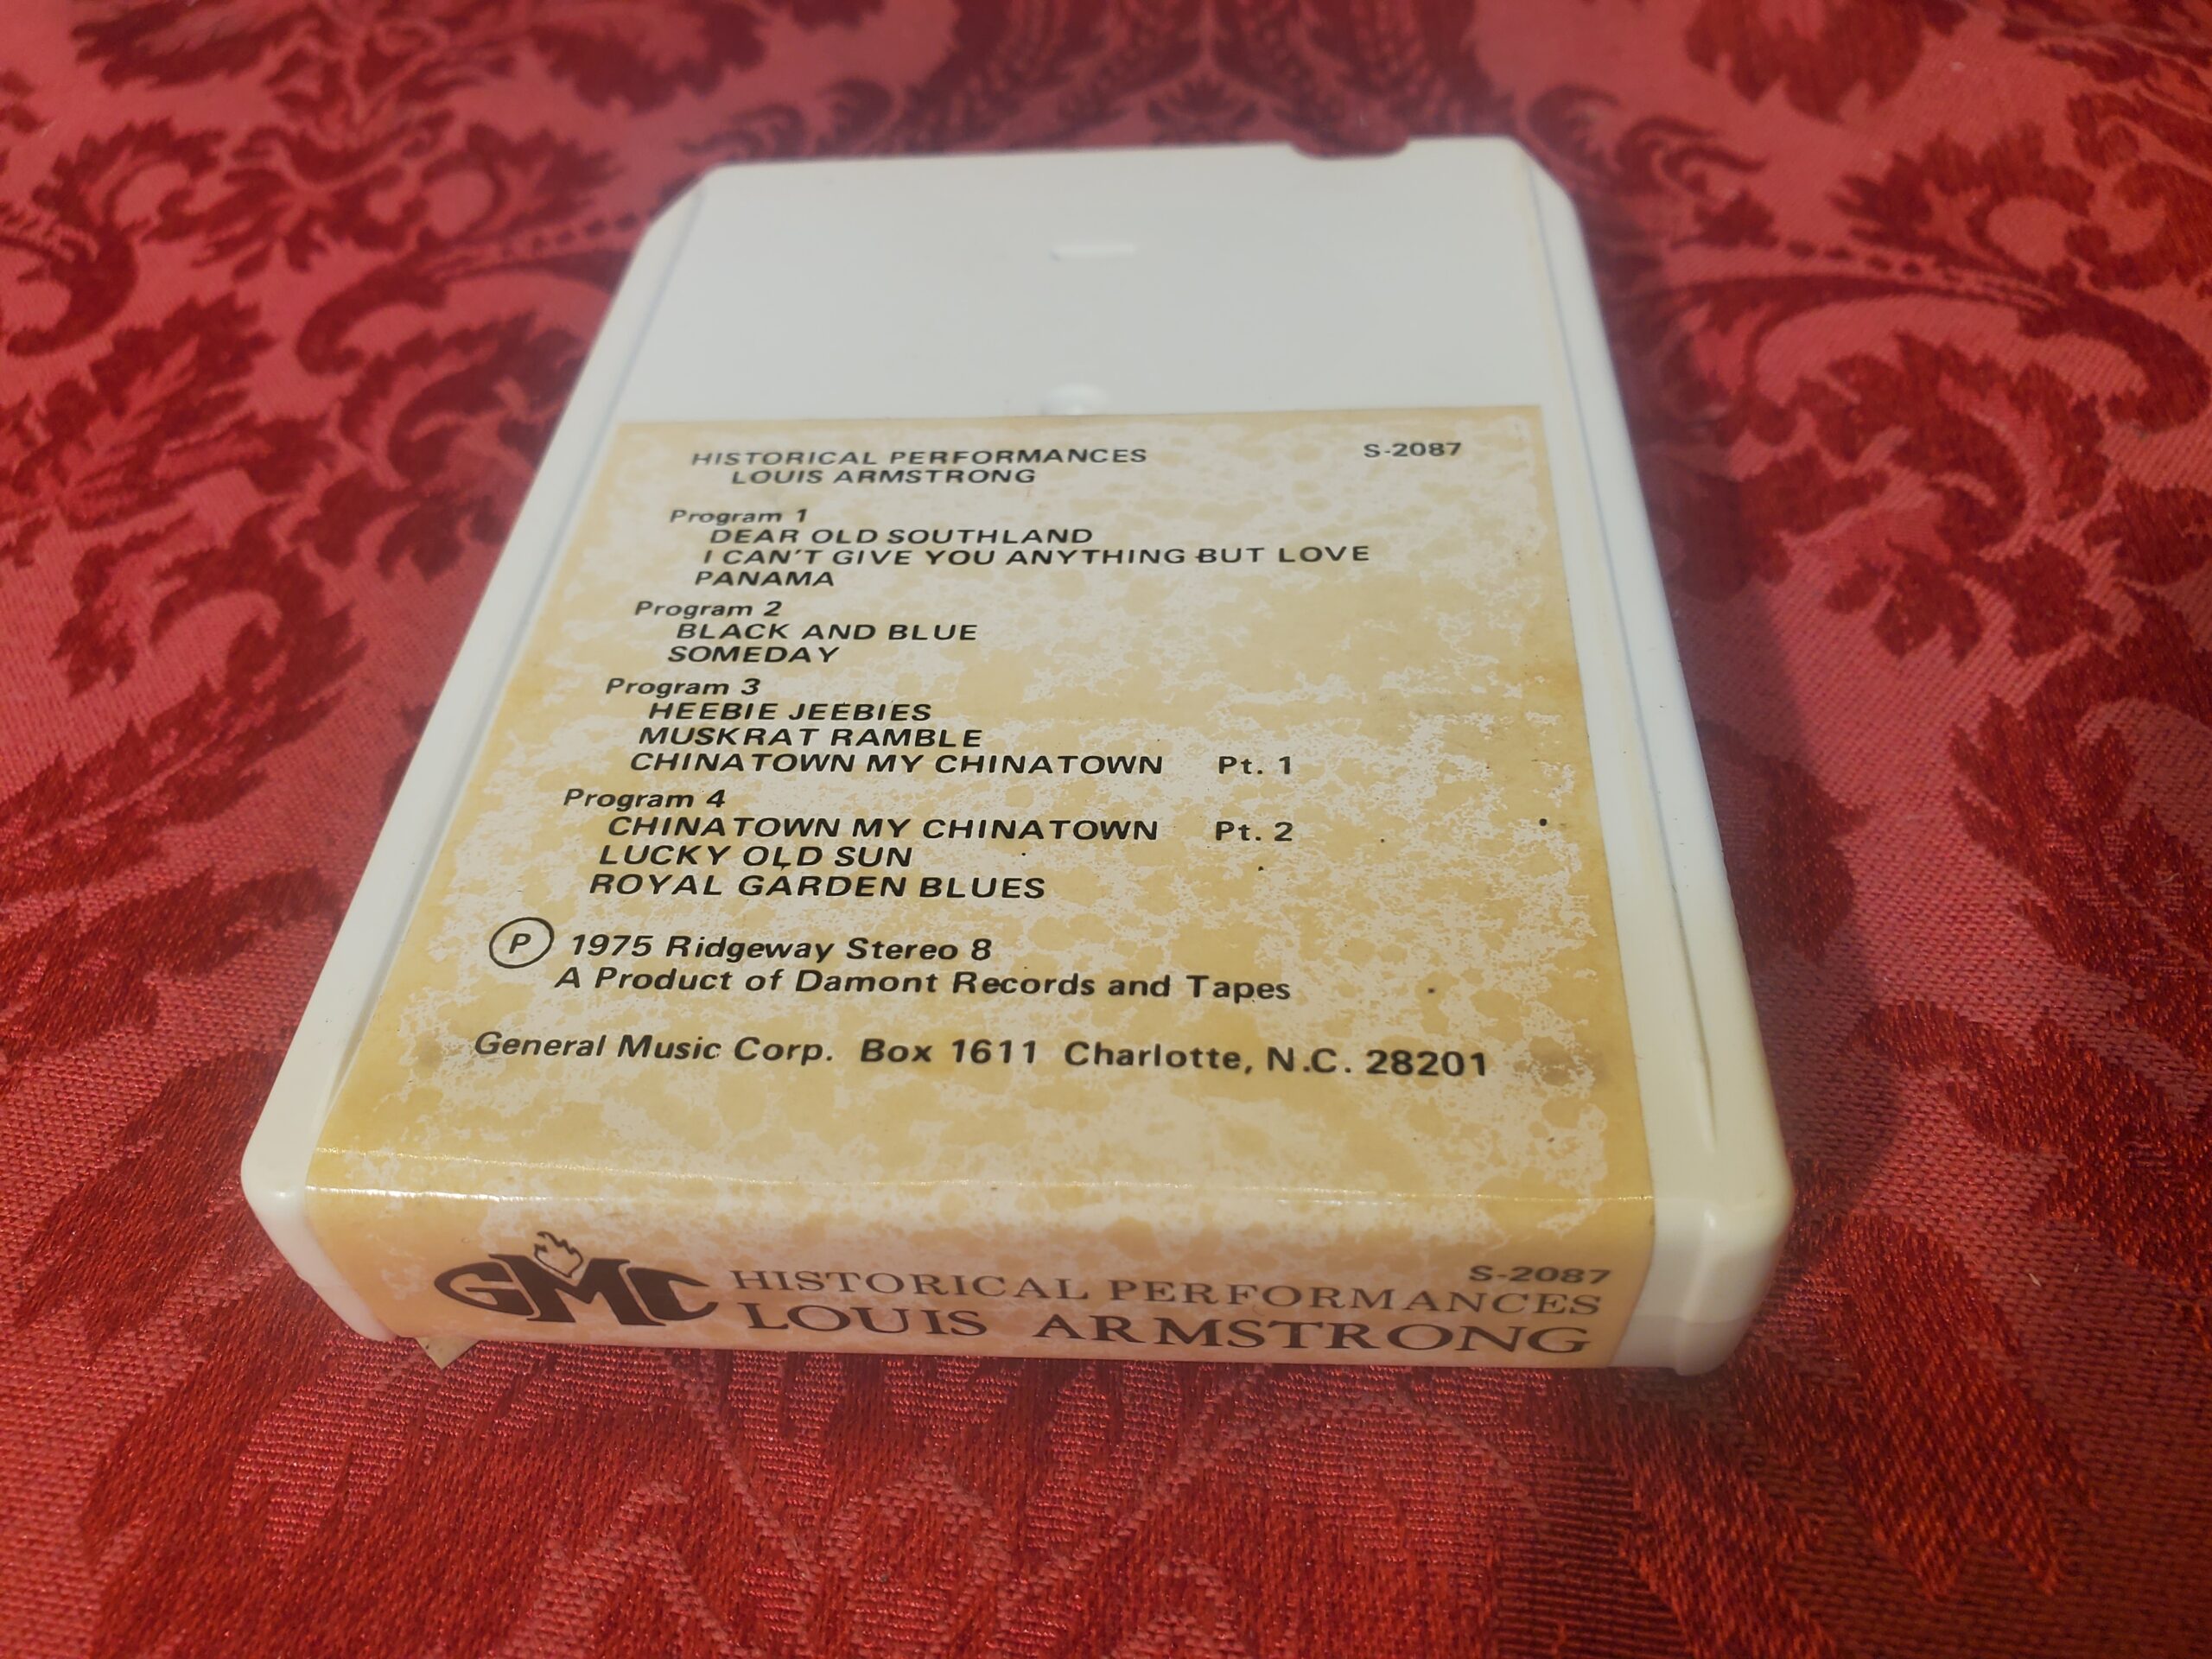 HISTORICAL PERFORMANCES S-2087
LOUIS ARMSTRONG
Program 1
DEAR OLD SOUTHLAND
I CAN'T GIVE YOU ANYTHING BUT LOVE
PANAMA
Program 2
BLACK AND BLUE
SOMEDAY
Program 3
HEEBIE JEEBIES
MUSKRAT RAMBLE
CHINATOWN MY CHINATOWN Pt. 1
Program 4
CHINATOWN MY CHINATOWN Pt. 2
LUCKY OLD SUN
ROYAL GARDEN BLUES
Ⓟ 1975 Ridgeway Stereo 8
A Product of Damont Records and Tapes
General Music Corp. Box 1611 Charlotte, N.C. 28201
S-2087
GMC HISTORICAL PERFORMANCES
LOUIS ARMSTRONG